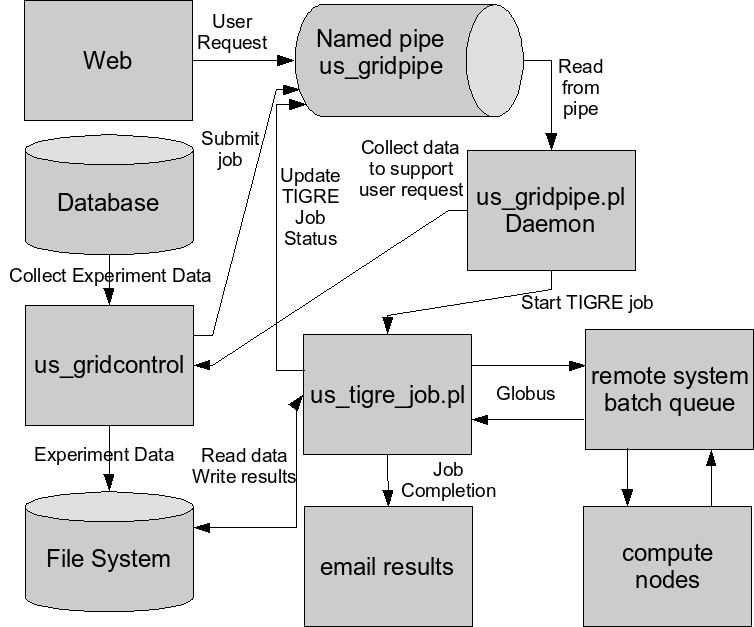 Web
User
Request
Named pipe
us_gridpipe
Read
from
pipe
Database
Submit
job
Update
TIGRE
Job
Status
Collect data
to support
user request
us_gridpipe.pl
Daemon
Collect Experiment Data
Start TIGRE job
us_gridcontrol
us_tigre_job.pl
Globus
remote system
batch queue
Experiment Data
Read data
Write results
Job
Completion
File System
email results
compute
nodes